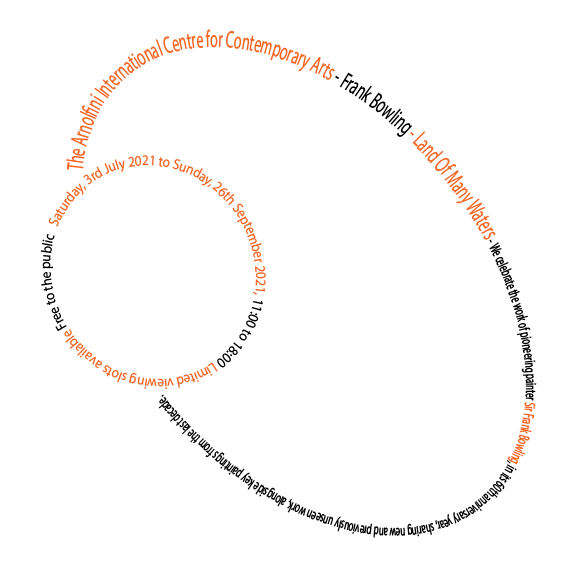 The Arnolfini International Centre for Contemporary Arts - Frank Bowling - Land Of Many Waters - We celebrate the work of pioneering painter Sir Frank Bowling, in its 60th anniversary year, sharing new and previously unseen work, alongside key paintings from the last decade.
Saturday, 3rd July 2021 to Sunday, 26th September 2021, 11:00 to 18:00 Limited viewing slots available Free to the public